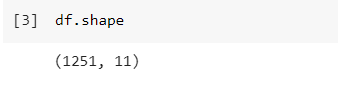 [3] df.shape
(1251, 11)